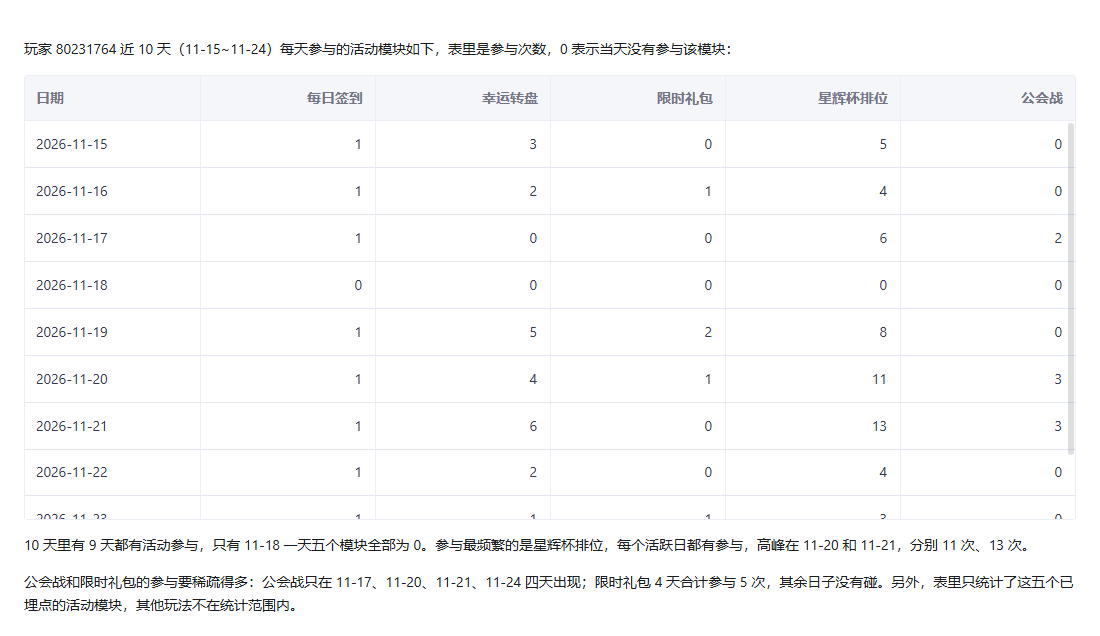 玩家 80231764 近 10 天（11-15~11-24）每天参与的活动模块如下，表里是参与次数，0 表示当天没有参与该模块：
日期 每日签到 幸运转盘 限时礼包 星辉杯排位 公会战
2026-11-15 1 3 0 5 0
2026-11-16 1 2 1 4 0
2026-11-17 1 0 0 6 2
2026-11-18 0 0 0 0 0
2026-11-19 1 5 2 8 0
2026-11-20 1 4 1 11 3
2026-11-21 1 6 0 13 3
2026-11-22 1 2 0 4 0
2026-11-23 1 1 1 3 0
10 天里有 9 天都有活动参与，只有 11-18 一天五个模块全部为 0。参与最频繁的是星辉杯排位，每个活跃日都有参与，高峰在 11-20 和 11-21，分别 11 次、13 次。
公会战和限时礼包的参与要稀疏得多：公会战只在 11-17、11-20、11-21、11-24 四天出现；限时礼包 4 天合计参与 5 次，其余日子没有碰。另外，表里只统计了这五个已
埋点的活动模块，其他玩法不在统计范围内。